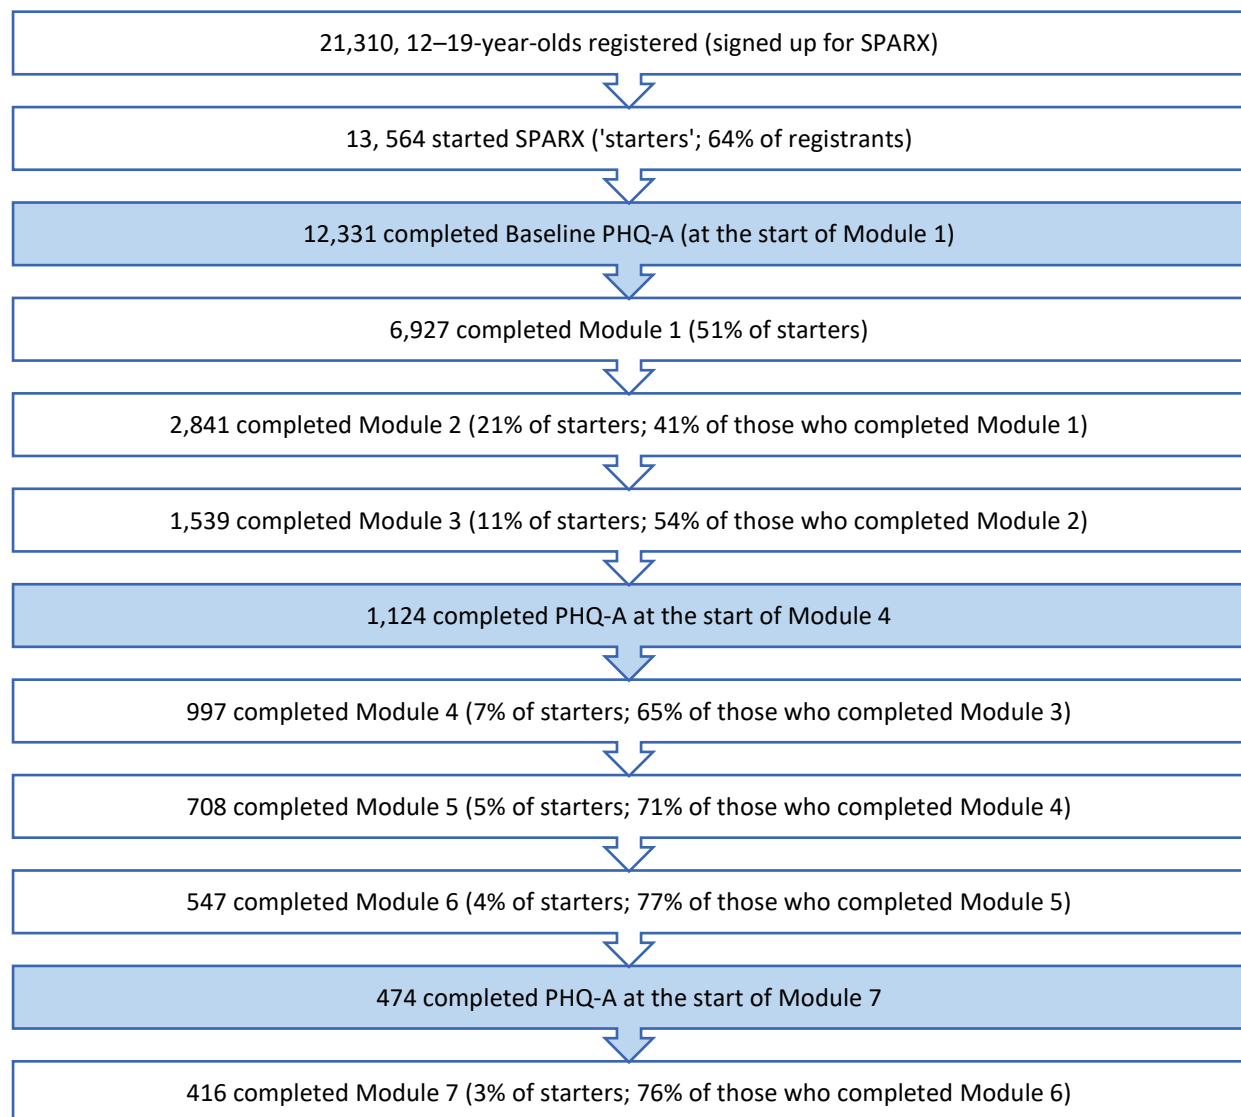 21,310, 12–19-year-olds registered (signed up for SPARX)
13, 564 started SPARX ('starters'; 64% of registrants)
12,331 completed Baseline PHQ-A (at the start of Module 1)
6,927 completed Module 1 (51% of starters)
2,841 completed Module 2 (21% of starters; 41% of those who completed Module 1)
1,539 completed Module 3 (11% of starters; 54% of those who completed Module 2)
1,124 completed PHQ-A at the start of Module 4
997 completed Module 4 (7% of starters; 65% of those who completed Module 3)
708 completed Module 5 (5% of starters; 71% of those who completed Module 4)
547 completed Module 6 (4% of starters; 77% of those who completed Module 5)
474 completed PHQ-A at the start of Module 7
416 completed Module 7 (3% of starters; 76% of those who completed Module 6)